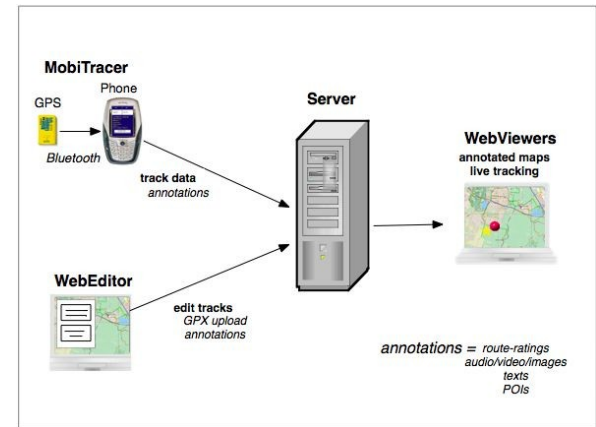 MobiTracer
GPS
Phone
Bluetooth
track data
annotations
Server
WebViewers
annotated maps
live tracking
WebEditor
edit tracks
GPX upload
annotations
annotations = route-ratings
audio/video/images
texts
POIs